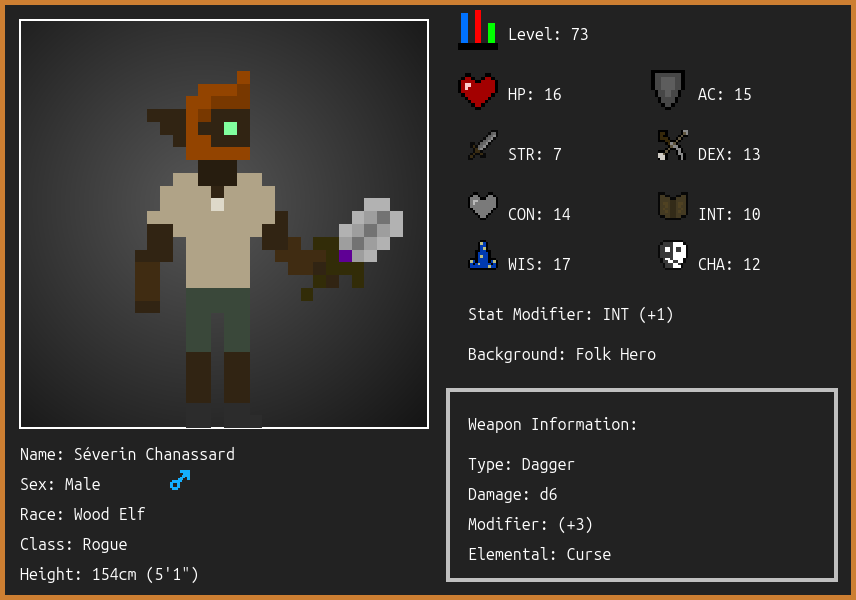 Level: 73
HP: 16
AC: 15
STR: 7
DEX: 13
CON: 14
INT: 10
WIS: 17
CHA: 12
Stat Modifier: INT (+1)
Background: Folk Hero
Weapon Information:
Type: Dagger
Damage: d6
Modifier: (+3)
Elemental: Curse
Name: Séverin Chanassard
Sex: Male
Race: Wood Elf
Class: Rogue
Height: 154cm (5'1")